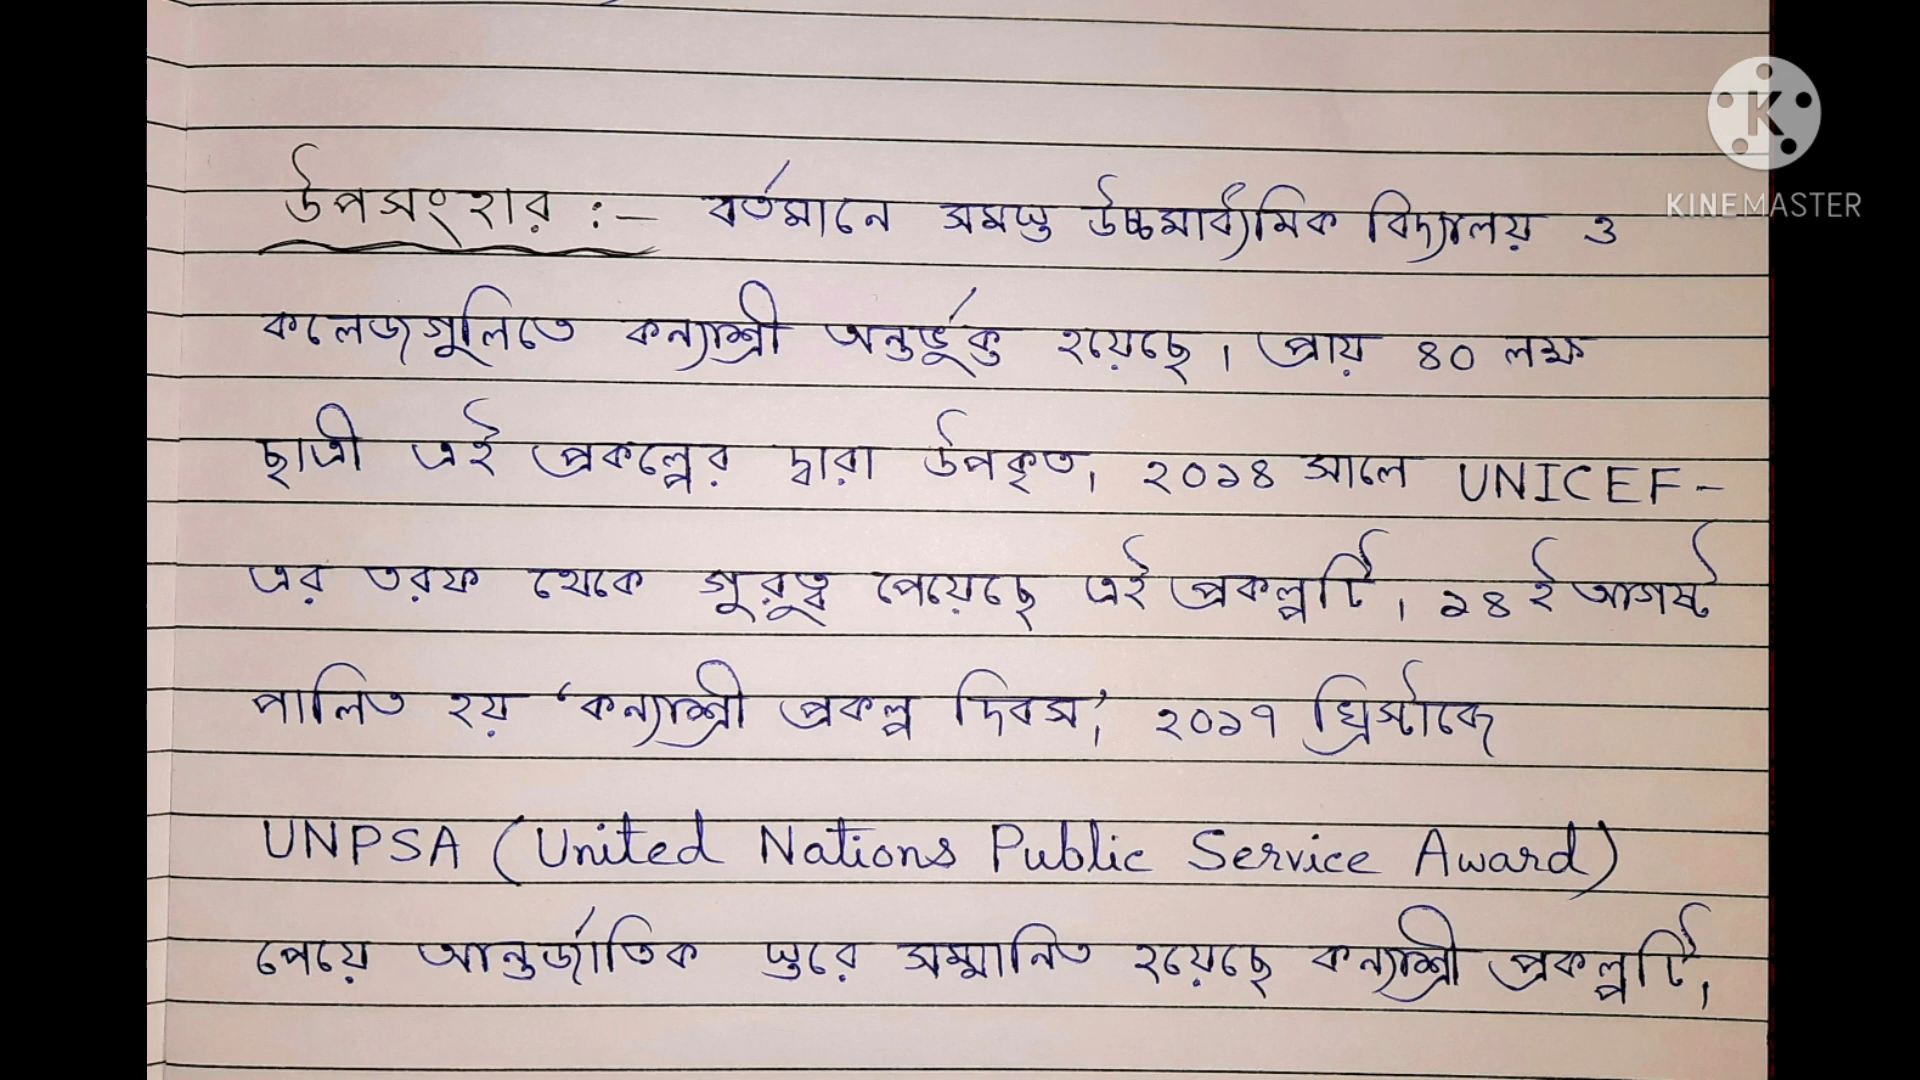 উপসংহার :- বর্তমানে সমস্ত উচ্চমাধ্যমিক বিদ্যালয় ও
কলেজগুলিতে কন্যাশ্রী অন্তর্ভুক্ত হয়েছে। প্রায় ৪০ লক্ষ
ছাত্রী এই প্রকল্পের দ্বারা উপকৃত। ২০১৪ সালে UNICEF-
এর তরফ থেকে গুরুত্ব পেয়েছে এই প্রকল্পটি। ১৪ই আগষ্ট
পালিত হয় 'কন্যাশ্রী প্রকল্প দিবস'। ২০১৭ খ্রিস্টাব্দে
UNPSA (United Nations Public Service Award)
পেয়ে আন্তর্জাতিক স্তরে সম্মানিত হয়েছে কন্যাশ্রী প্রকল্পটি।
K
KINEMASTER